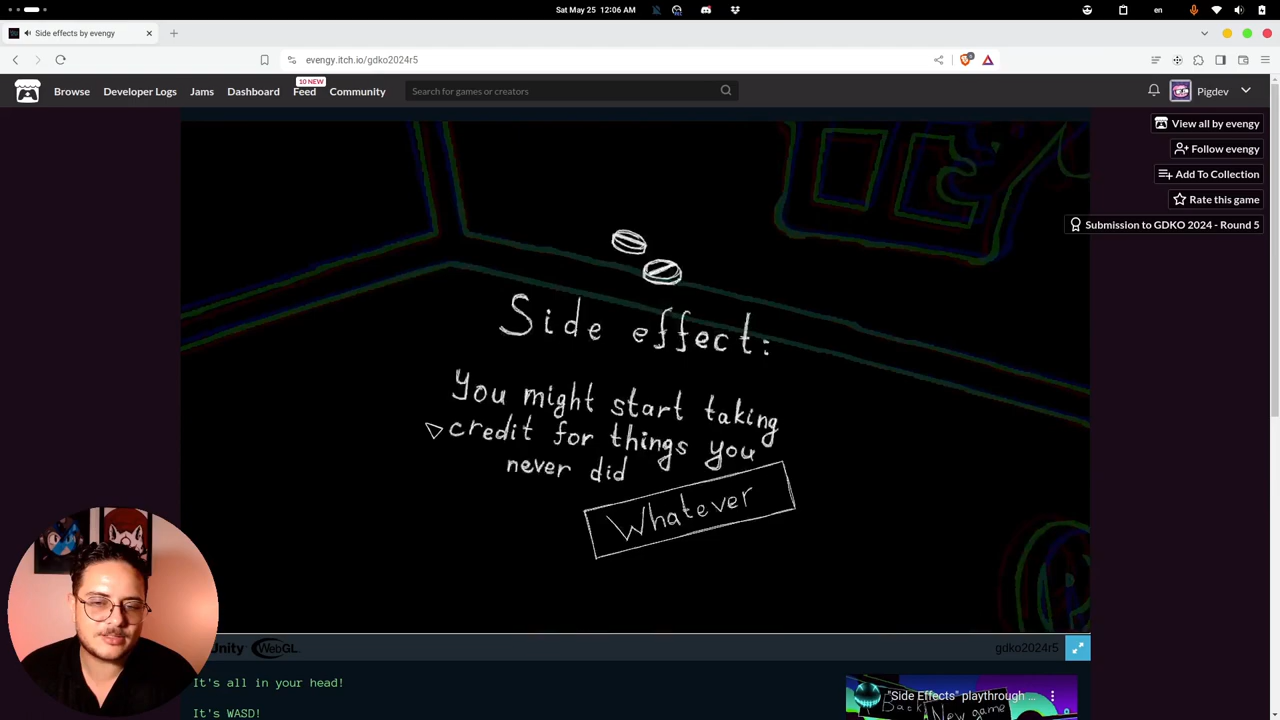 Sat May 25 12:06 AM
en
Side effects by evengy
evengy.itch.io/gdko2024r5
Browse
Developer Logs
Jams
Dashboard
10 NEW
Feed
Community
Search for games or creators
Pigdev
View all by evengy
Follow evengy
Add To Collection
Rate this game
Submission to GDKO 2024 - Round 5
Side effect:
You might start taking
credit for things you
never did
Whatever
WebGL
gdko2024r5
It's all in your head!
It's WASD!
"Side Effects" playthrough ...
Back
New game